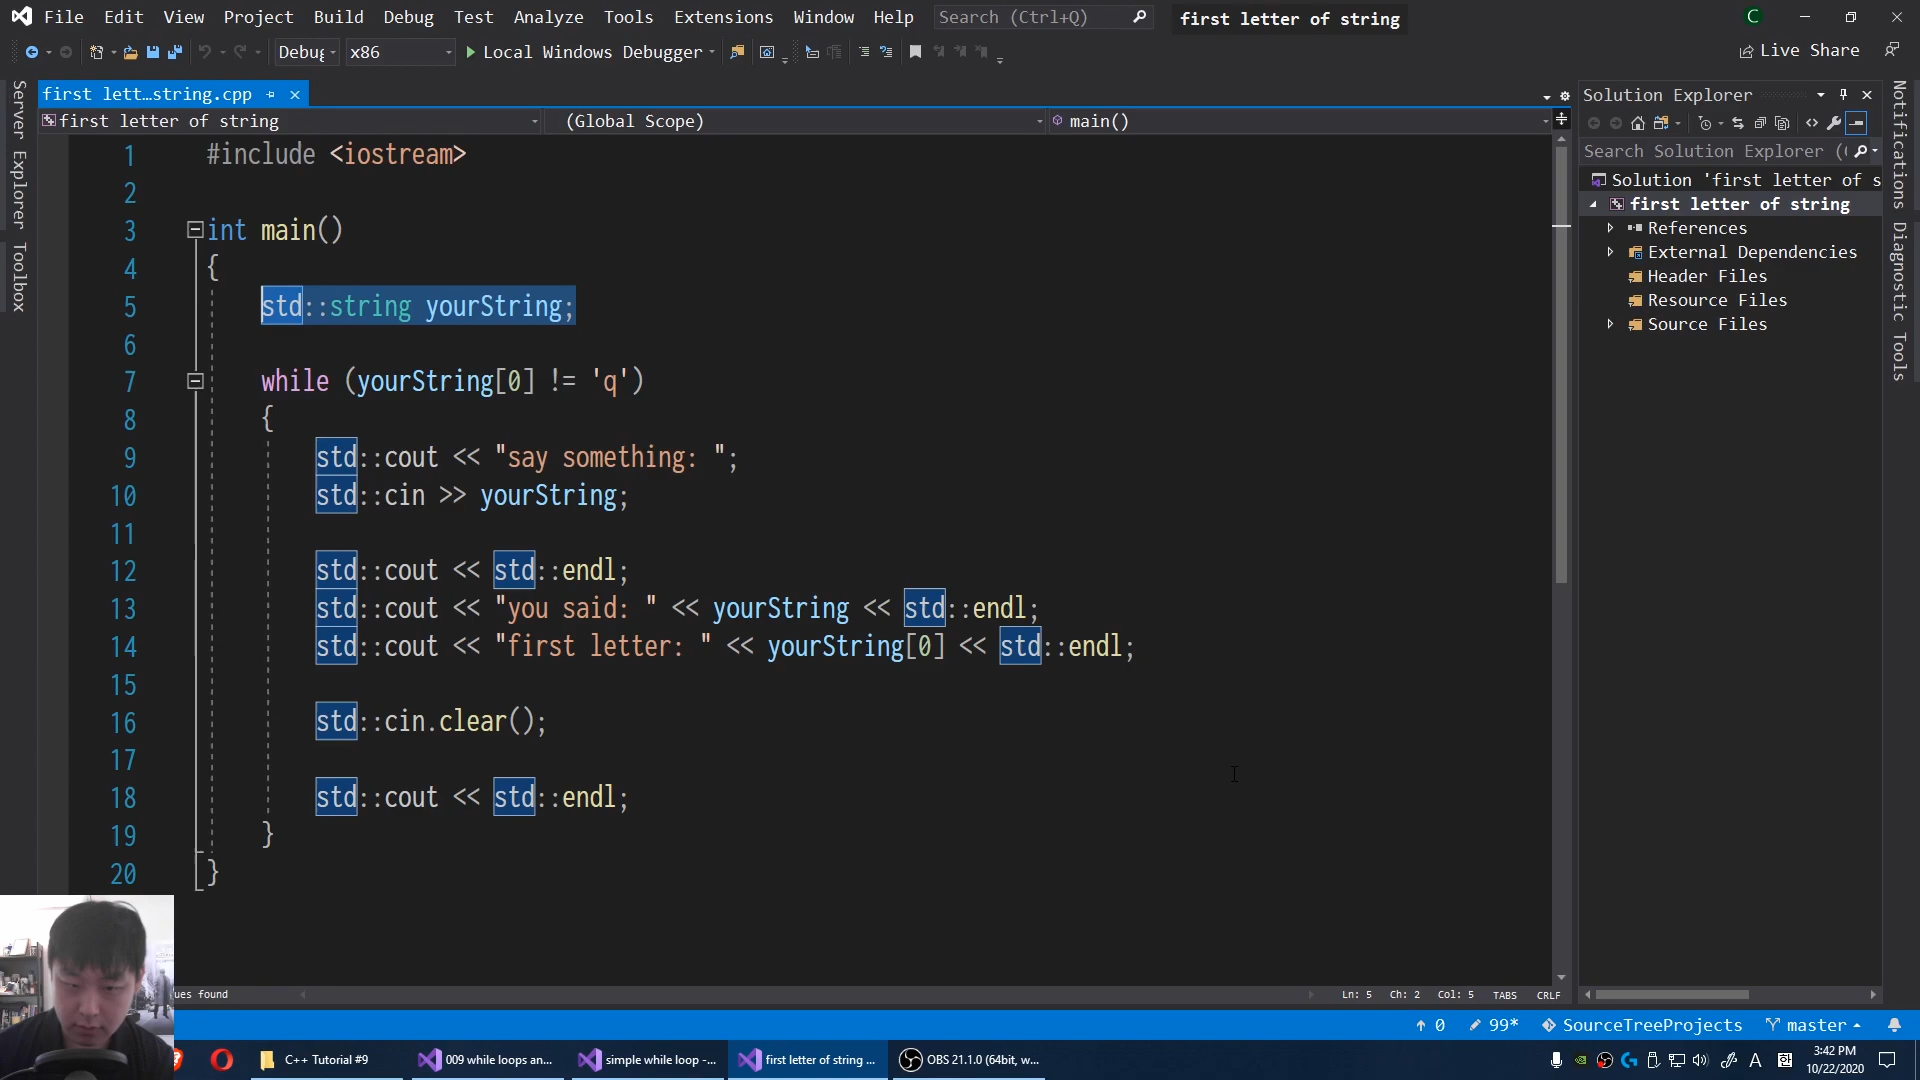 File Edit View Project Build Debug Test Analyze Tools Extensions Window Help Search (Ctrl+Q) first letter of string C
Debug x86 Local Windows Debugger Live Share
Server Explorer
Toolbox
first lett…string.cpp
first letter of string (Global Scope) main()
1 #include <iostream>
2
3 int main()
4 {
5 std::string yourString;
6
7 while (yourString[0] != 'q')
8 {
9 std::cout << "say something: ";
10 std::cin >> yourString;
11
12 std::cout << std::endl;
13 std::cout << "you said: " << yourString << std::endl;
14 std::cout << "first letter: " << yourString[0] << std::endl;
15
16 std::cin.clear();
17
18 std::cout << std::endl;
19 }
20 }
Solution Explorer
Search Solution Explorer (
Solution 'first letter of s
first letter of string
References
External Dependencies
Header Files
Resource Files
Source Files
Notifications
Diagnostic Tools
ues found Ln: 5 Ch: 2 Col: 5 TABS CRLF
0 99* SourceTreeProjects master
C++ Tutorial #9 009 while loops an... simple while loop -... first letter of string ... OBS 21.1.0 (64bit, w... A 한 3:42 PM
10/22/2020